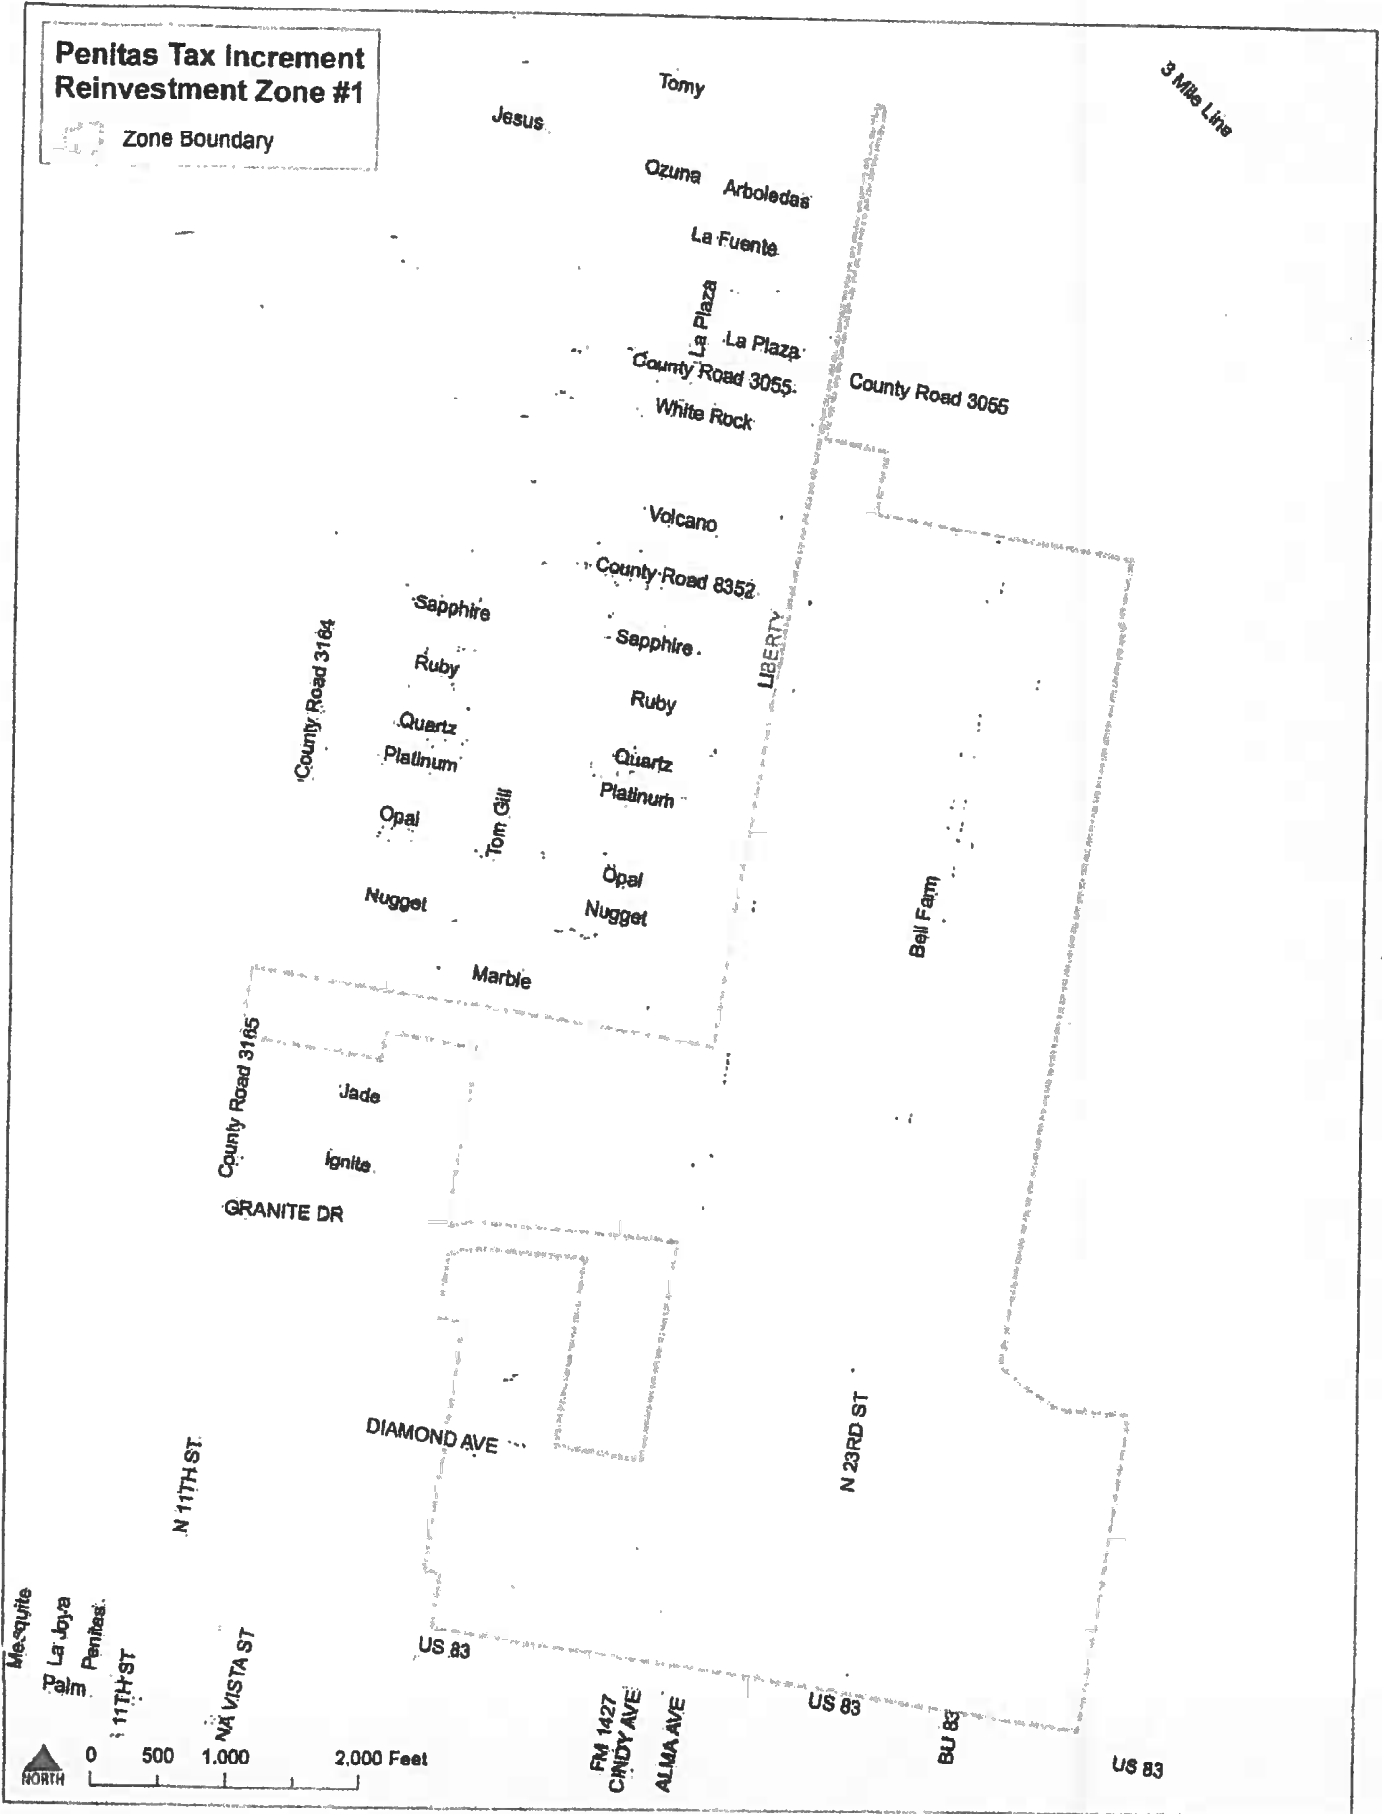 Penitas Tax Increment
Reinvestment Zone #1
Zone Boundary
Tomy
3 Mile Line
Jesus
Ozuna
Arboledas
La Fuente
La Plaza
La Plaza
County Road 3055
County Road 3055
White Rock
Volcano
County Road 8352
Sapphire
Sapphire
County Road 3164
LIBERTY
Ruby
Ruby
Quartz
Quartz
Platinum
Platinum
Opal
Tom Gill
Opal
Nugget
Nugget
Bell Farm
Marble
County Road 3165
Jade
Ignite
GRANITE DR
DIAMOND AVE
N 23RD ST
N 11TH ST
Mesquite
La Joya
Penitas
Palm
11TH ST
NA VISTA ST
US 83
FM 1427
CINDY AVE
ALMA AVE
US 83
BU 83
US 83
NORTH
0 500 1.000 2,000 Feet